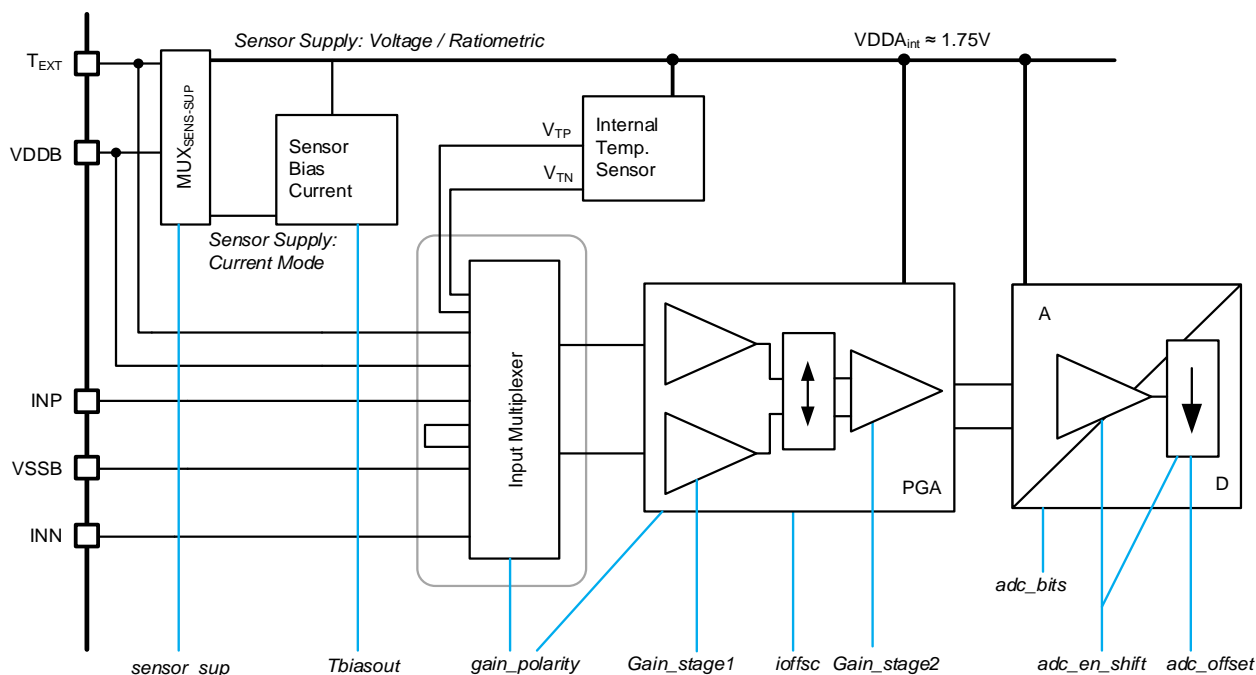 Sensor Supply: Voltage / Ratiometric
VDDAint ≈ 1.75V
TEXT
MUXSENS-SUP
VDDB
Sensor
Bias
Current
VTP
VTN
Internal
Temp.
Sensor
Sensor Supply:
Current Mode
Input Multiplexer
INP
VSSB
INN
PGA
A
D
adc_bits
sensor_sup
Tbiasout
gain_polarity
Gain_stage1
ioffsc
Gain_stage2
adc_en_shift
adc_offset